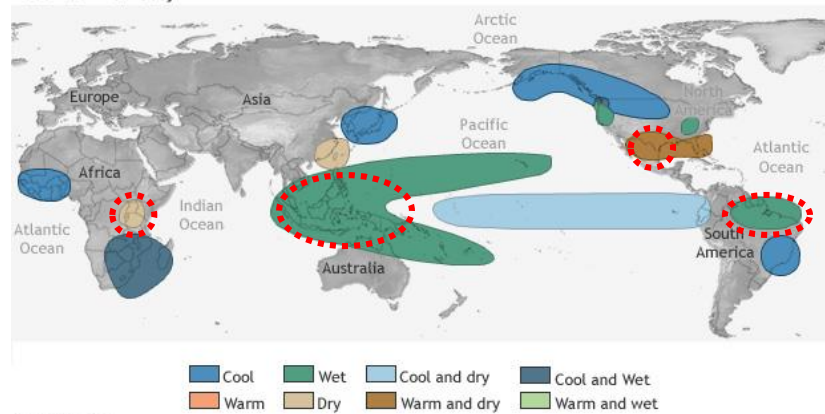 Arctic
Ocean
Europe
Asia
North
America
Pacific
Ocean
Atlantic
Ocean
Africa
Indian
Ocean
Atlantic
Ocean
South
America
Australia
Cool
Wet
Cool and dry
Cool and Wet
Warm
Dry
Warm and dry
Warm and wet